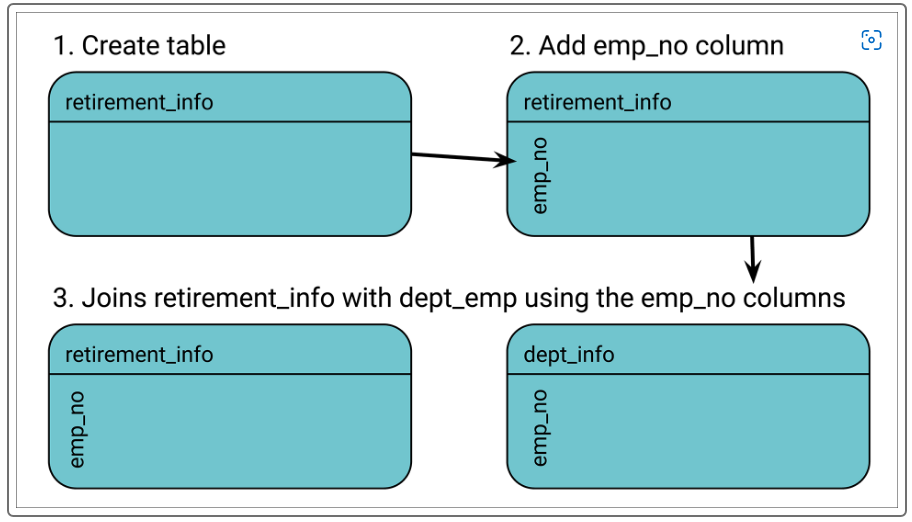 1. Create table
2. Add emp_no column
retirement_info
retirement_info
emp_no
3. Joins retirement_info with dept_emp using the emp_no columns
retirement_info
dept_info
emp_no
emp_no